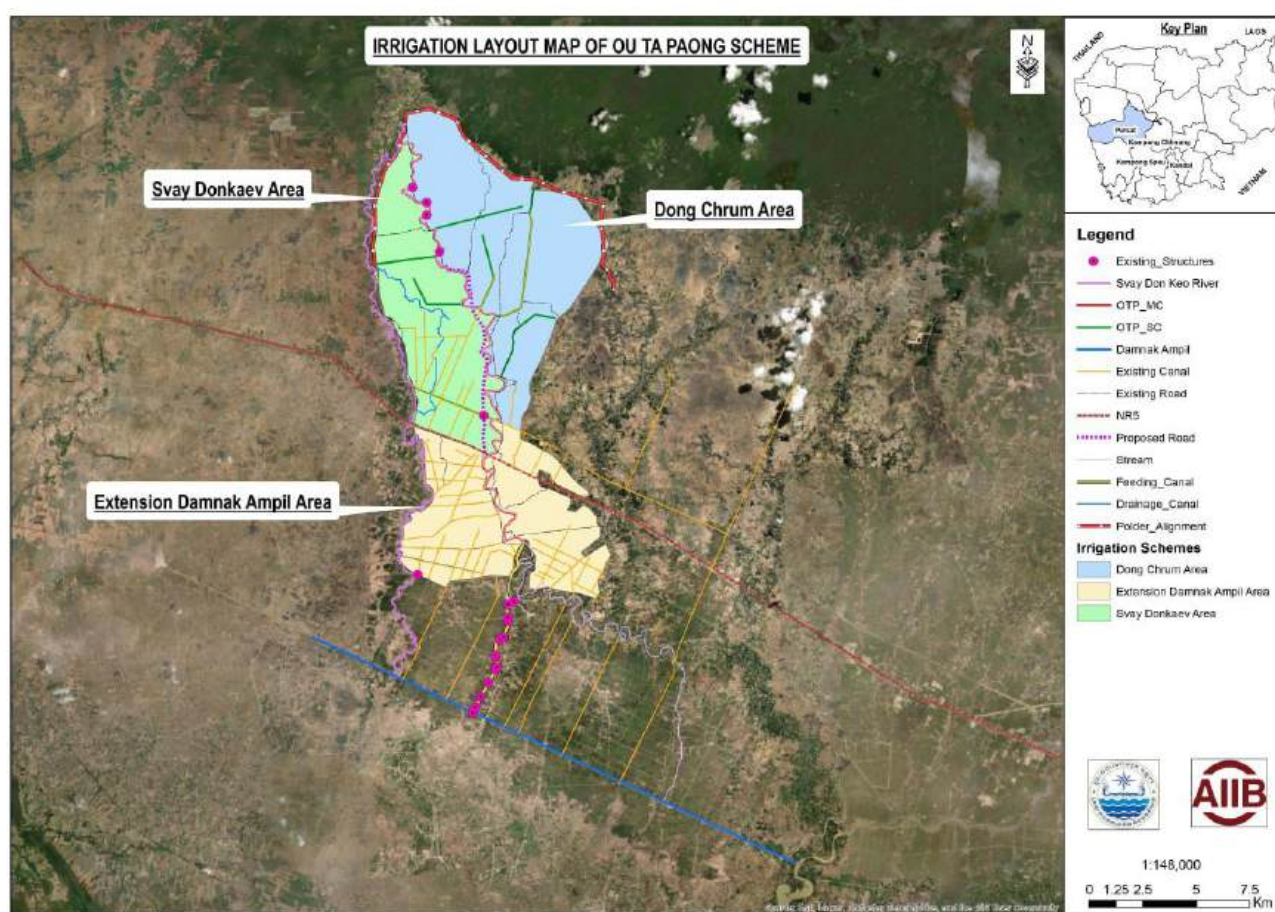 IRRIGATION LAYOUT MAP OF OU TA PAONG SCHEME
N
Svay Donkaev Area
Dong Chrum Area
Extension Damnak Ampil Area
Key Plan
THAILAND
LAOS
Pursat
Kampong Chhnang
Kampong Speu
Kandal
VIETNAM
Legend
Existing_Structures
Svay Don Keo River
OTP_MC
OTP_SC
Damnak Ampil
Existing Canal
Existing Road
NR5
Proposed Road
Stream
Feeding_Canal
Drainage_Canal
Polder_Alignment
Irrigation Schemes
Dong Chrum Area
Extension Damnak Ampil Area
Svay Donkaev Area
AIIB
1:148,000
0 1.25 2.5 5 7.5
Km